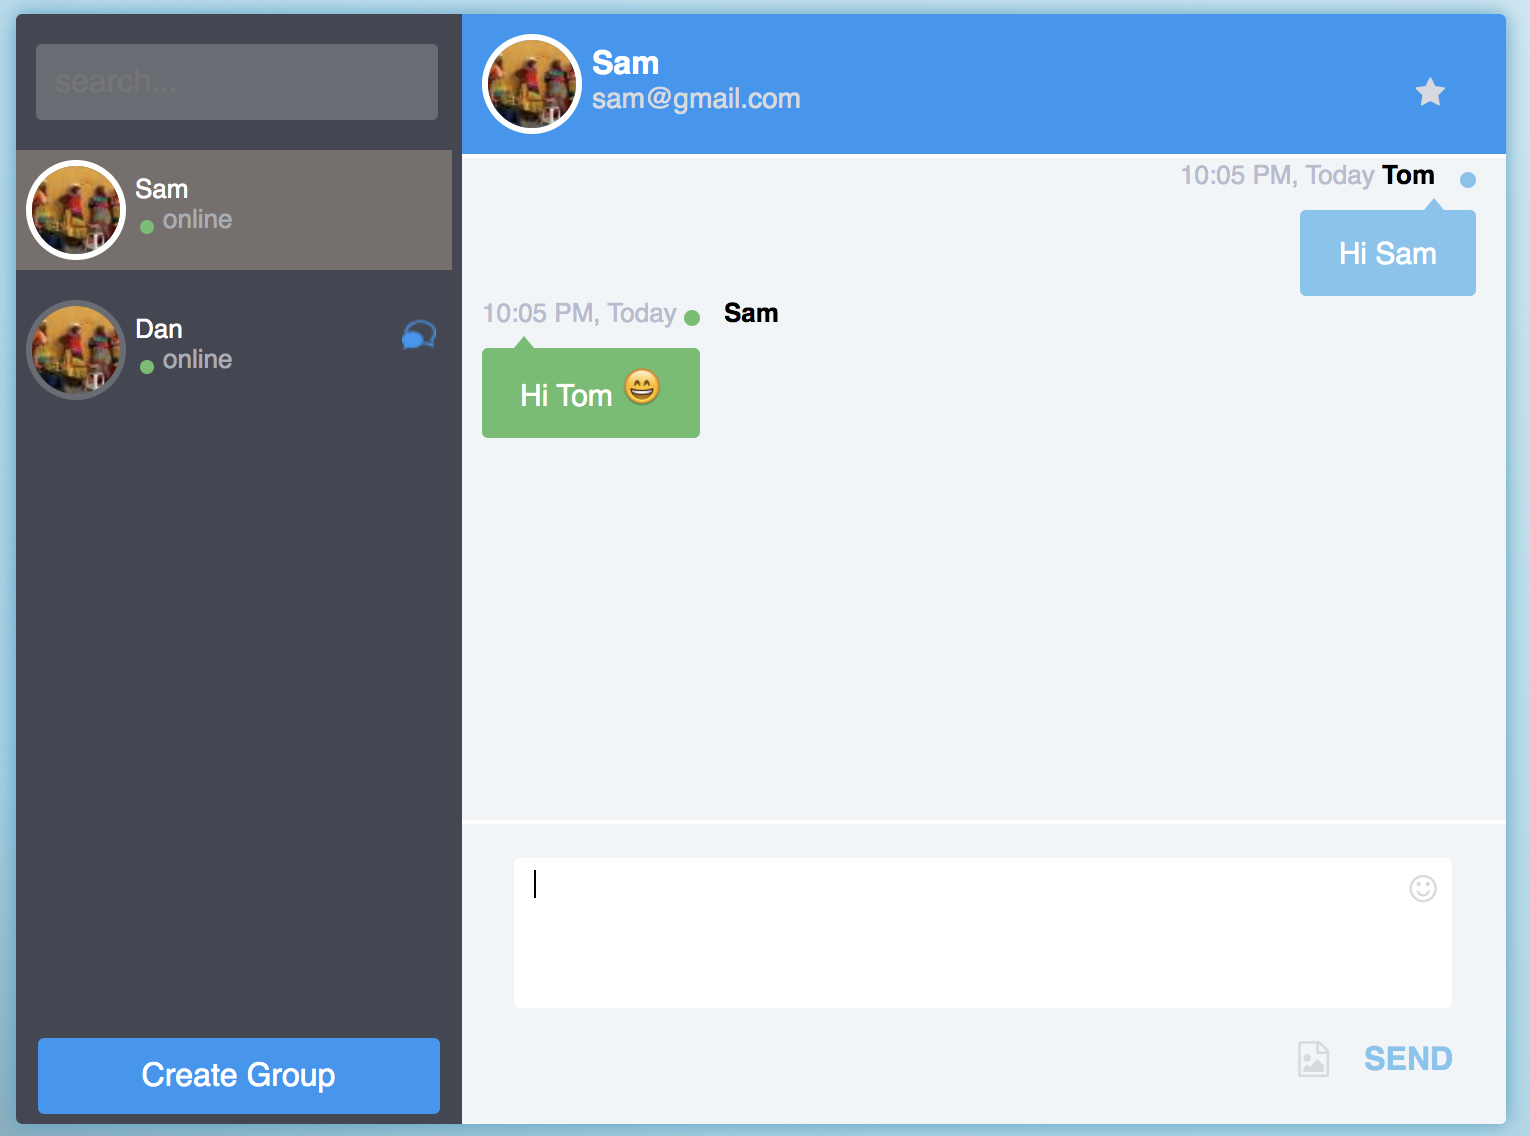 search...
Sam
online
Dan
online
Create Group
Sam
sam@gmail.com
10:05 PM, Today Tom
Hi Sam
10:05 PM, Today Sam
Hi Tom 😄
SEND